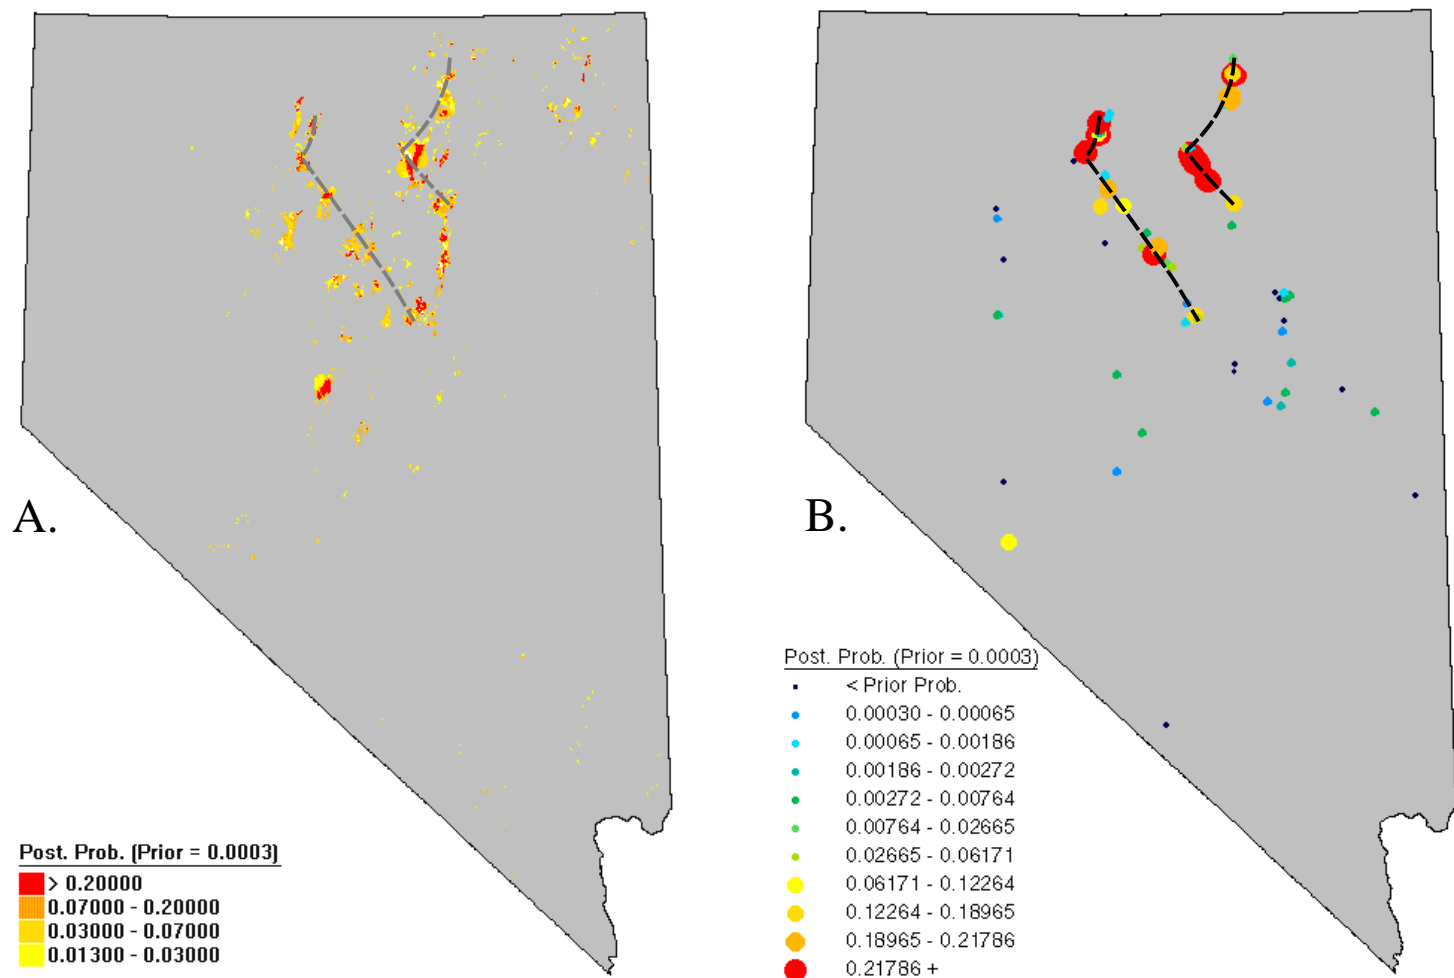 A.
Post. Prob. (Prior = 0.0003)
> 0.20000
0.07000 - 0.20000
0.03000 - 0.07000
0.01300 - 0.03000
B.
Post. Prob. (Prior = 0.0003)
< Prior Prob.
0.00030 - 0.00065
0.00065 - 0.00186
0.00186 - 0.00272
0.00272 - 0.00764
0.00764 - 0.02665
0.02665 - 0.06171
0.06171 - 0.12264
0.12264 - 0.18965
0.18965 - 0.21786
0.21786 +